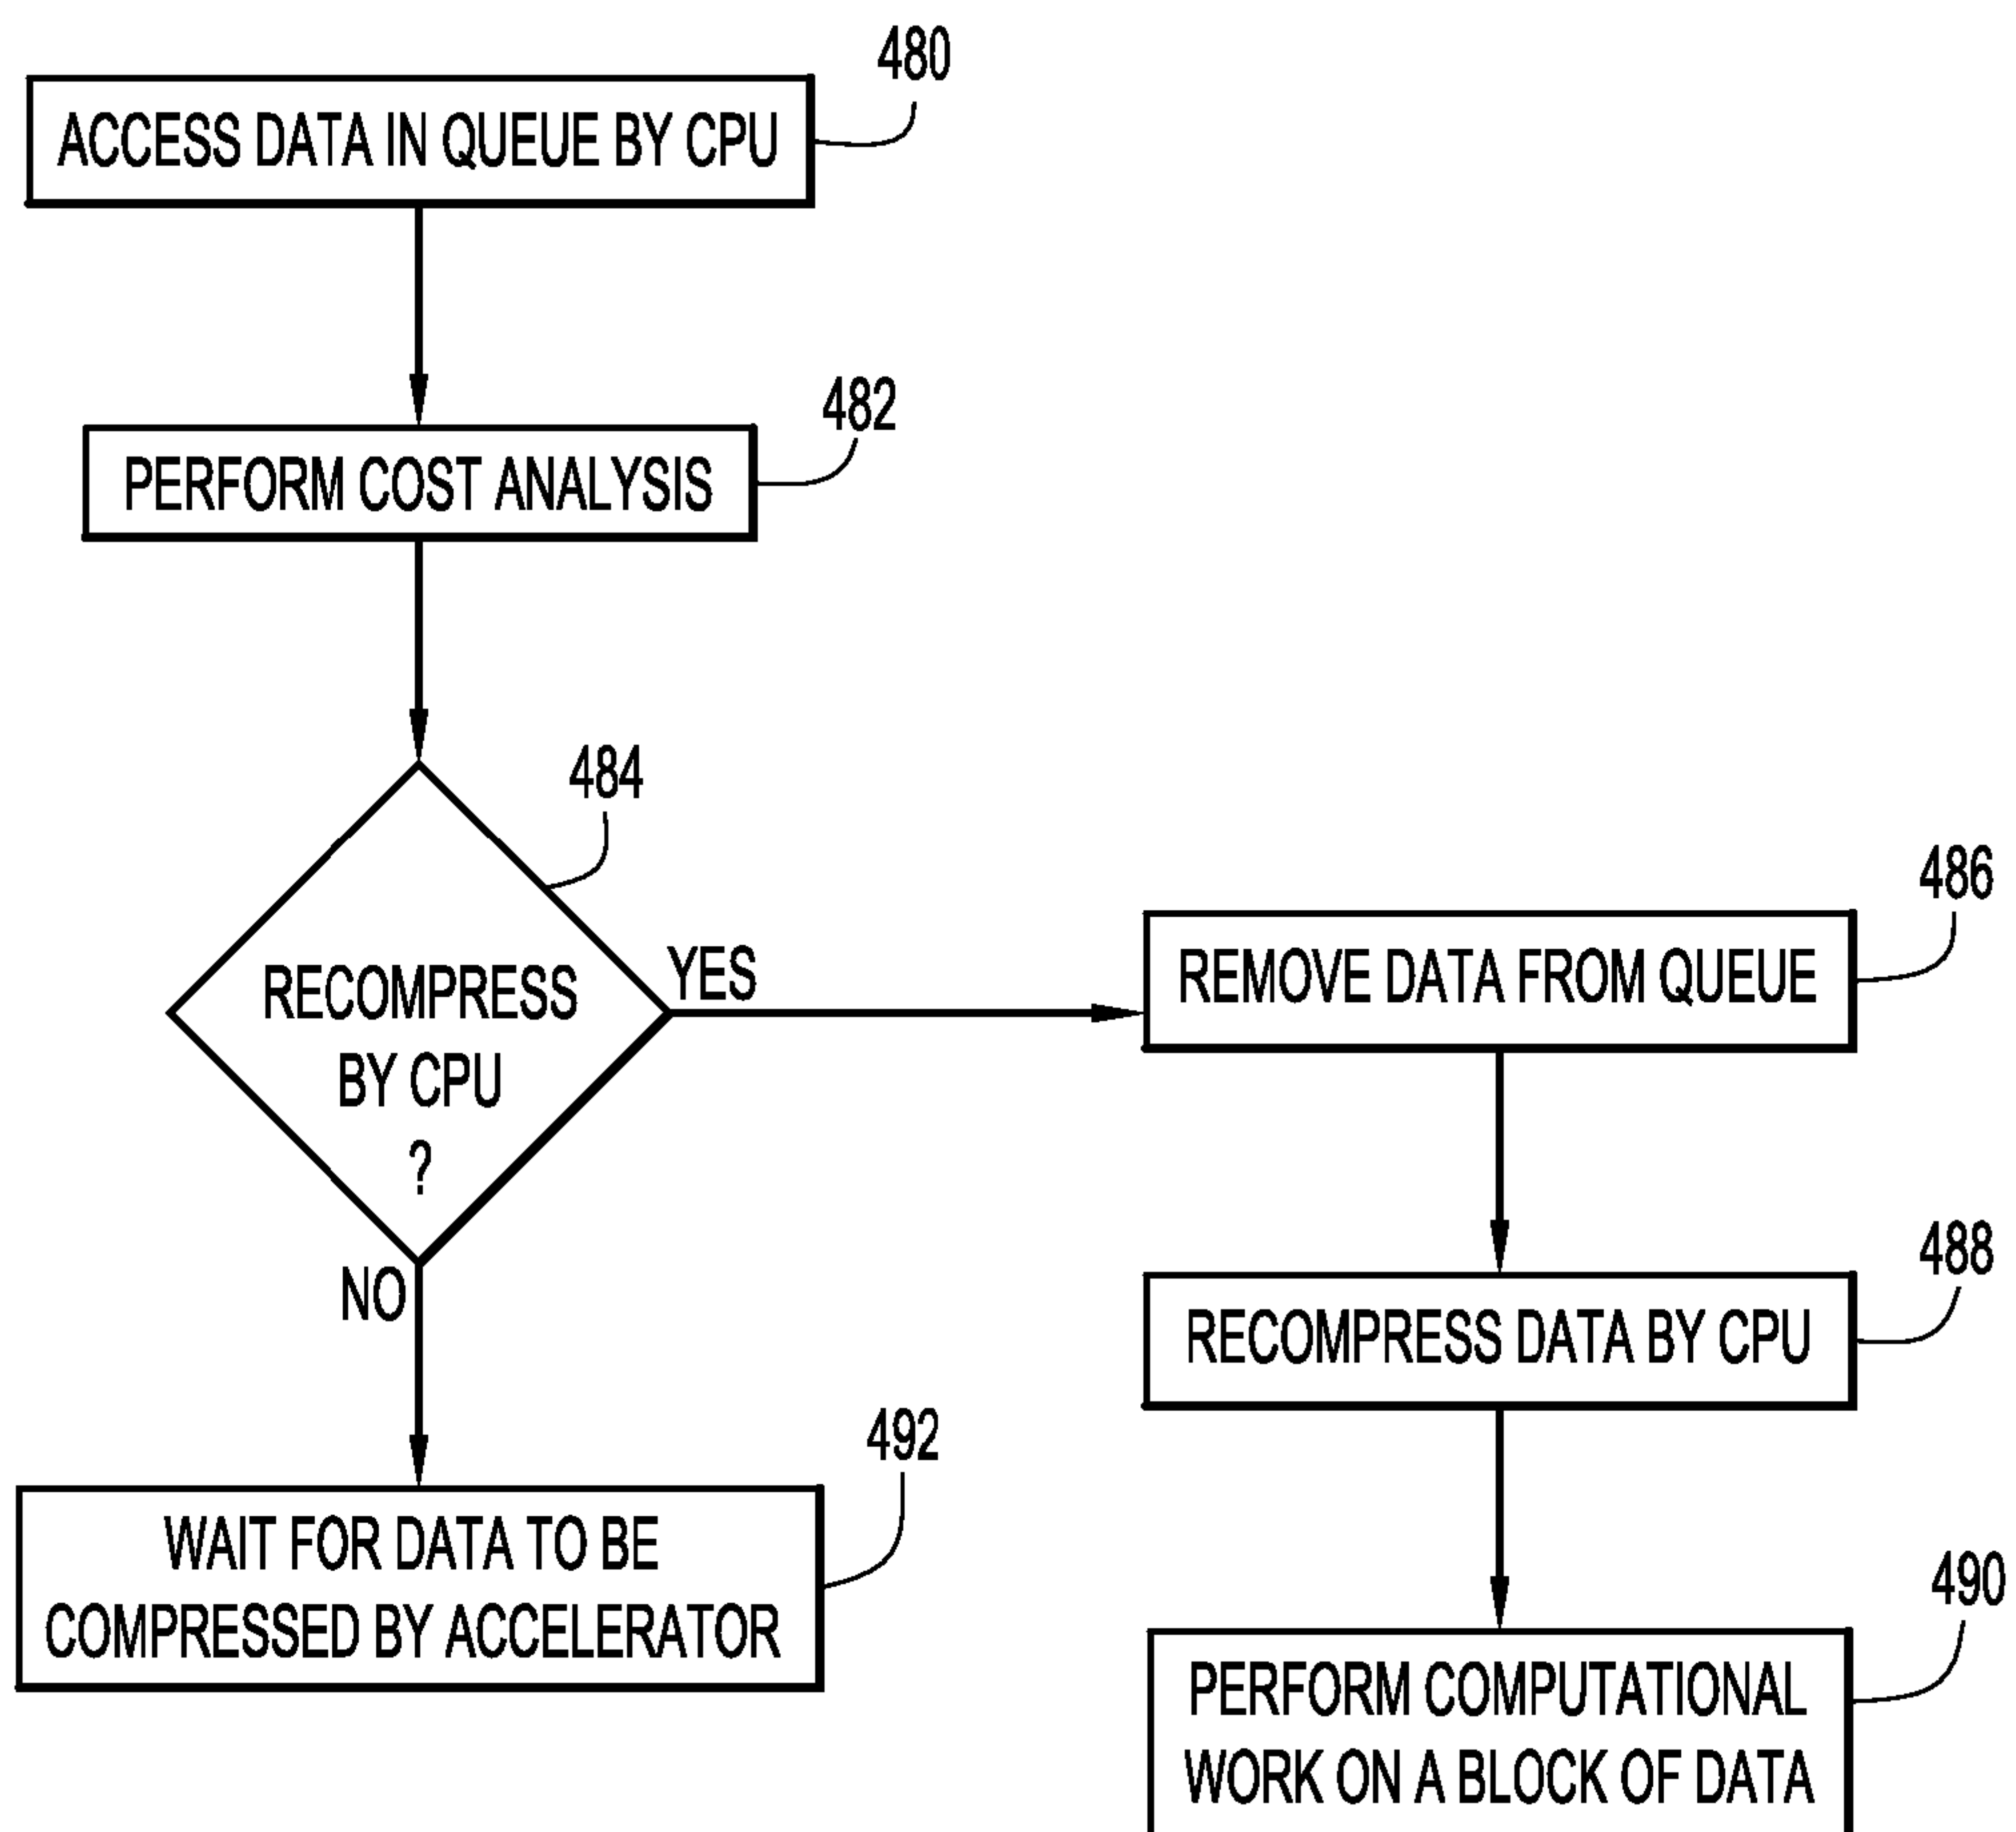 480
ACCESS DATA IN QUEUE BY CPU
482
PERFORM COST ANALYSIS
484
RECOMPRESS
BY CPU
?
YES
NO
486
REMOVE DATA FROM QUEUE
488
RECOMPRESS DATA BY CPU
490
PERFORM COMPUTATIONAL
WORK ON A BLOCK OF DATA
492
WAIT FOR DATA TO BE
COMPRESSED BY ACCELERATOR